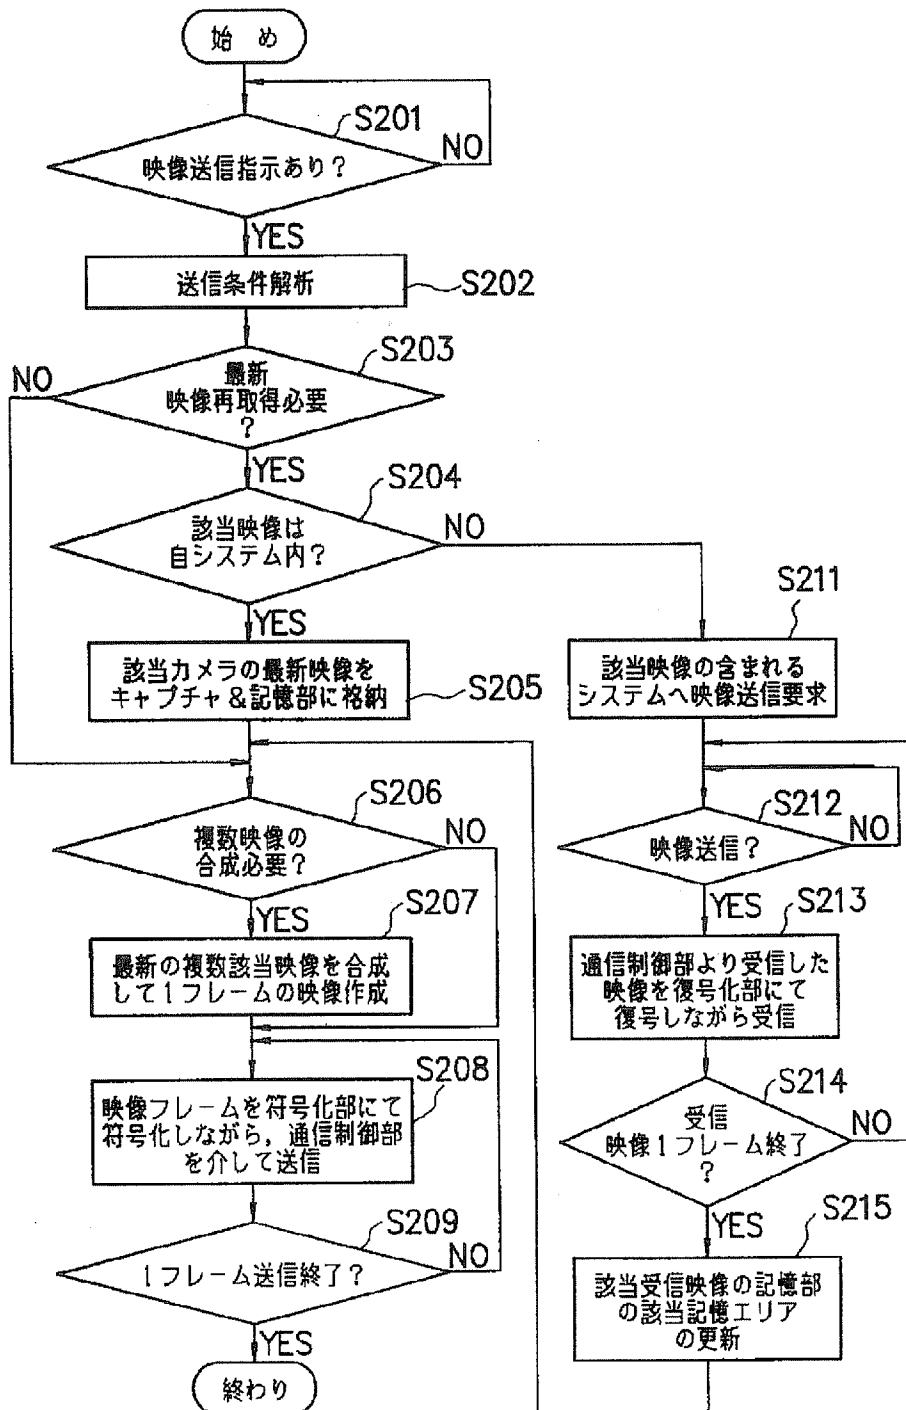 始 め
S201
映像送信指示あり?
NO
YES
送信条件解析
S202
S203
NO
最新
映像再取得必要
?
YES
S204
該当映像は
自システム内?
NO
YES
該当カメラの最新映像を
キャプチャ&記憶部に格納
S205
S206
複数映像の
合成必要?
NO
YES
S207
最新の複数該当映像を合成
して1フレームの映像作成
S208
映像フレームを符号化部にて
符号化しながら,通信制御部
を介して送信
S209
1フレーム送信終了?
NO
YES
終わり
S211
該当映像の含まれる
システムへ映像送信要求
S212
映像送信?
NO
YES
S213
通信制御部より受信した
映像を復号化部にて
復号しながら受信
S214
受信
映像1フレーム終了
?
NO
YES
S215
該当受信映像の記憶部
の該当記憶エリア
の更新